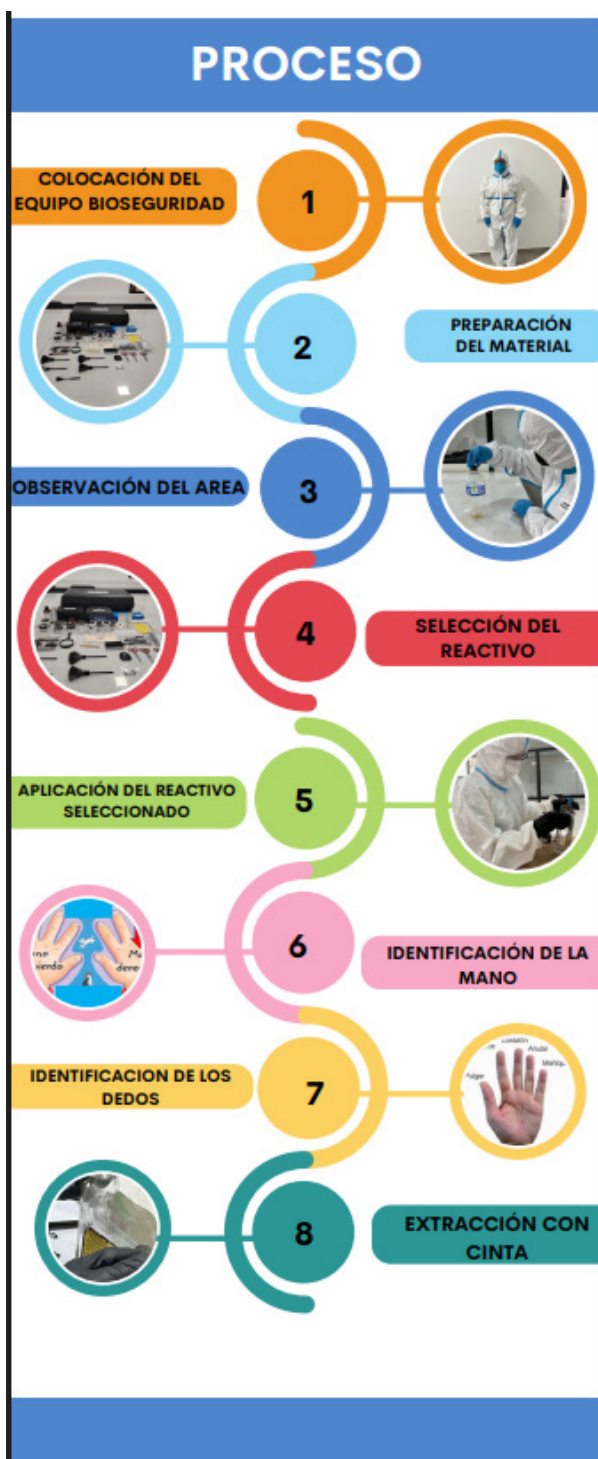 PROCESO
COLOCACIÓN DEL
EQUIPO BIOSEGURIDAD
1
2
PREPARACIÓN
DEL MATERIAL
OBSERVACIÓN DEL AREA
3
4
SELECCIÓN DEL
REACTIVO
APLICACIÓN DEL REACTIVO
SELECCIONADO
5
6
IDENTIFICACIÓN DE LA
MANO
IDENTIFICACION DE LOS
DEDOS
7
Anular
8
EXTRACCIÓN CON
CINTA